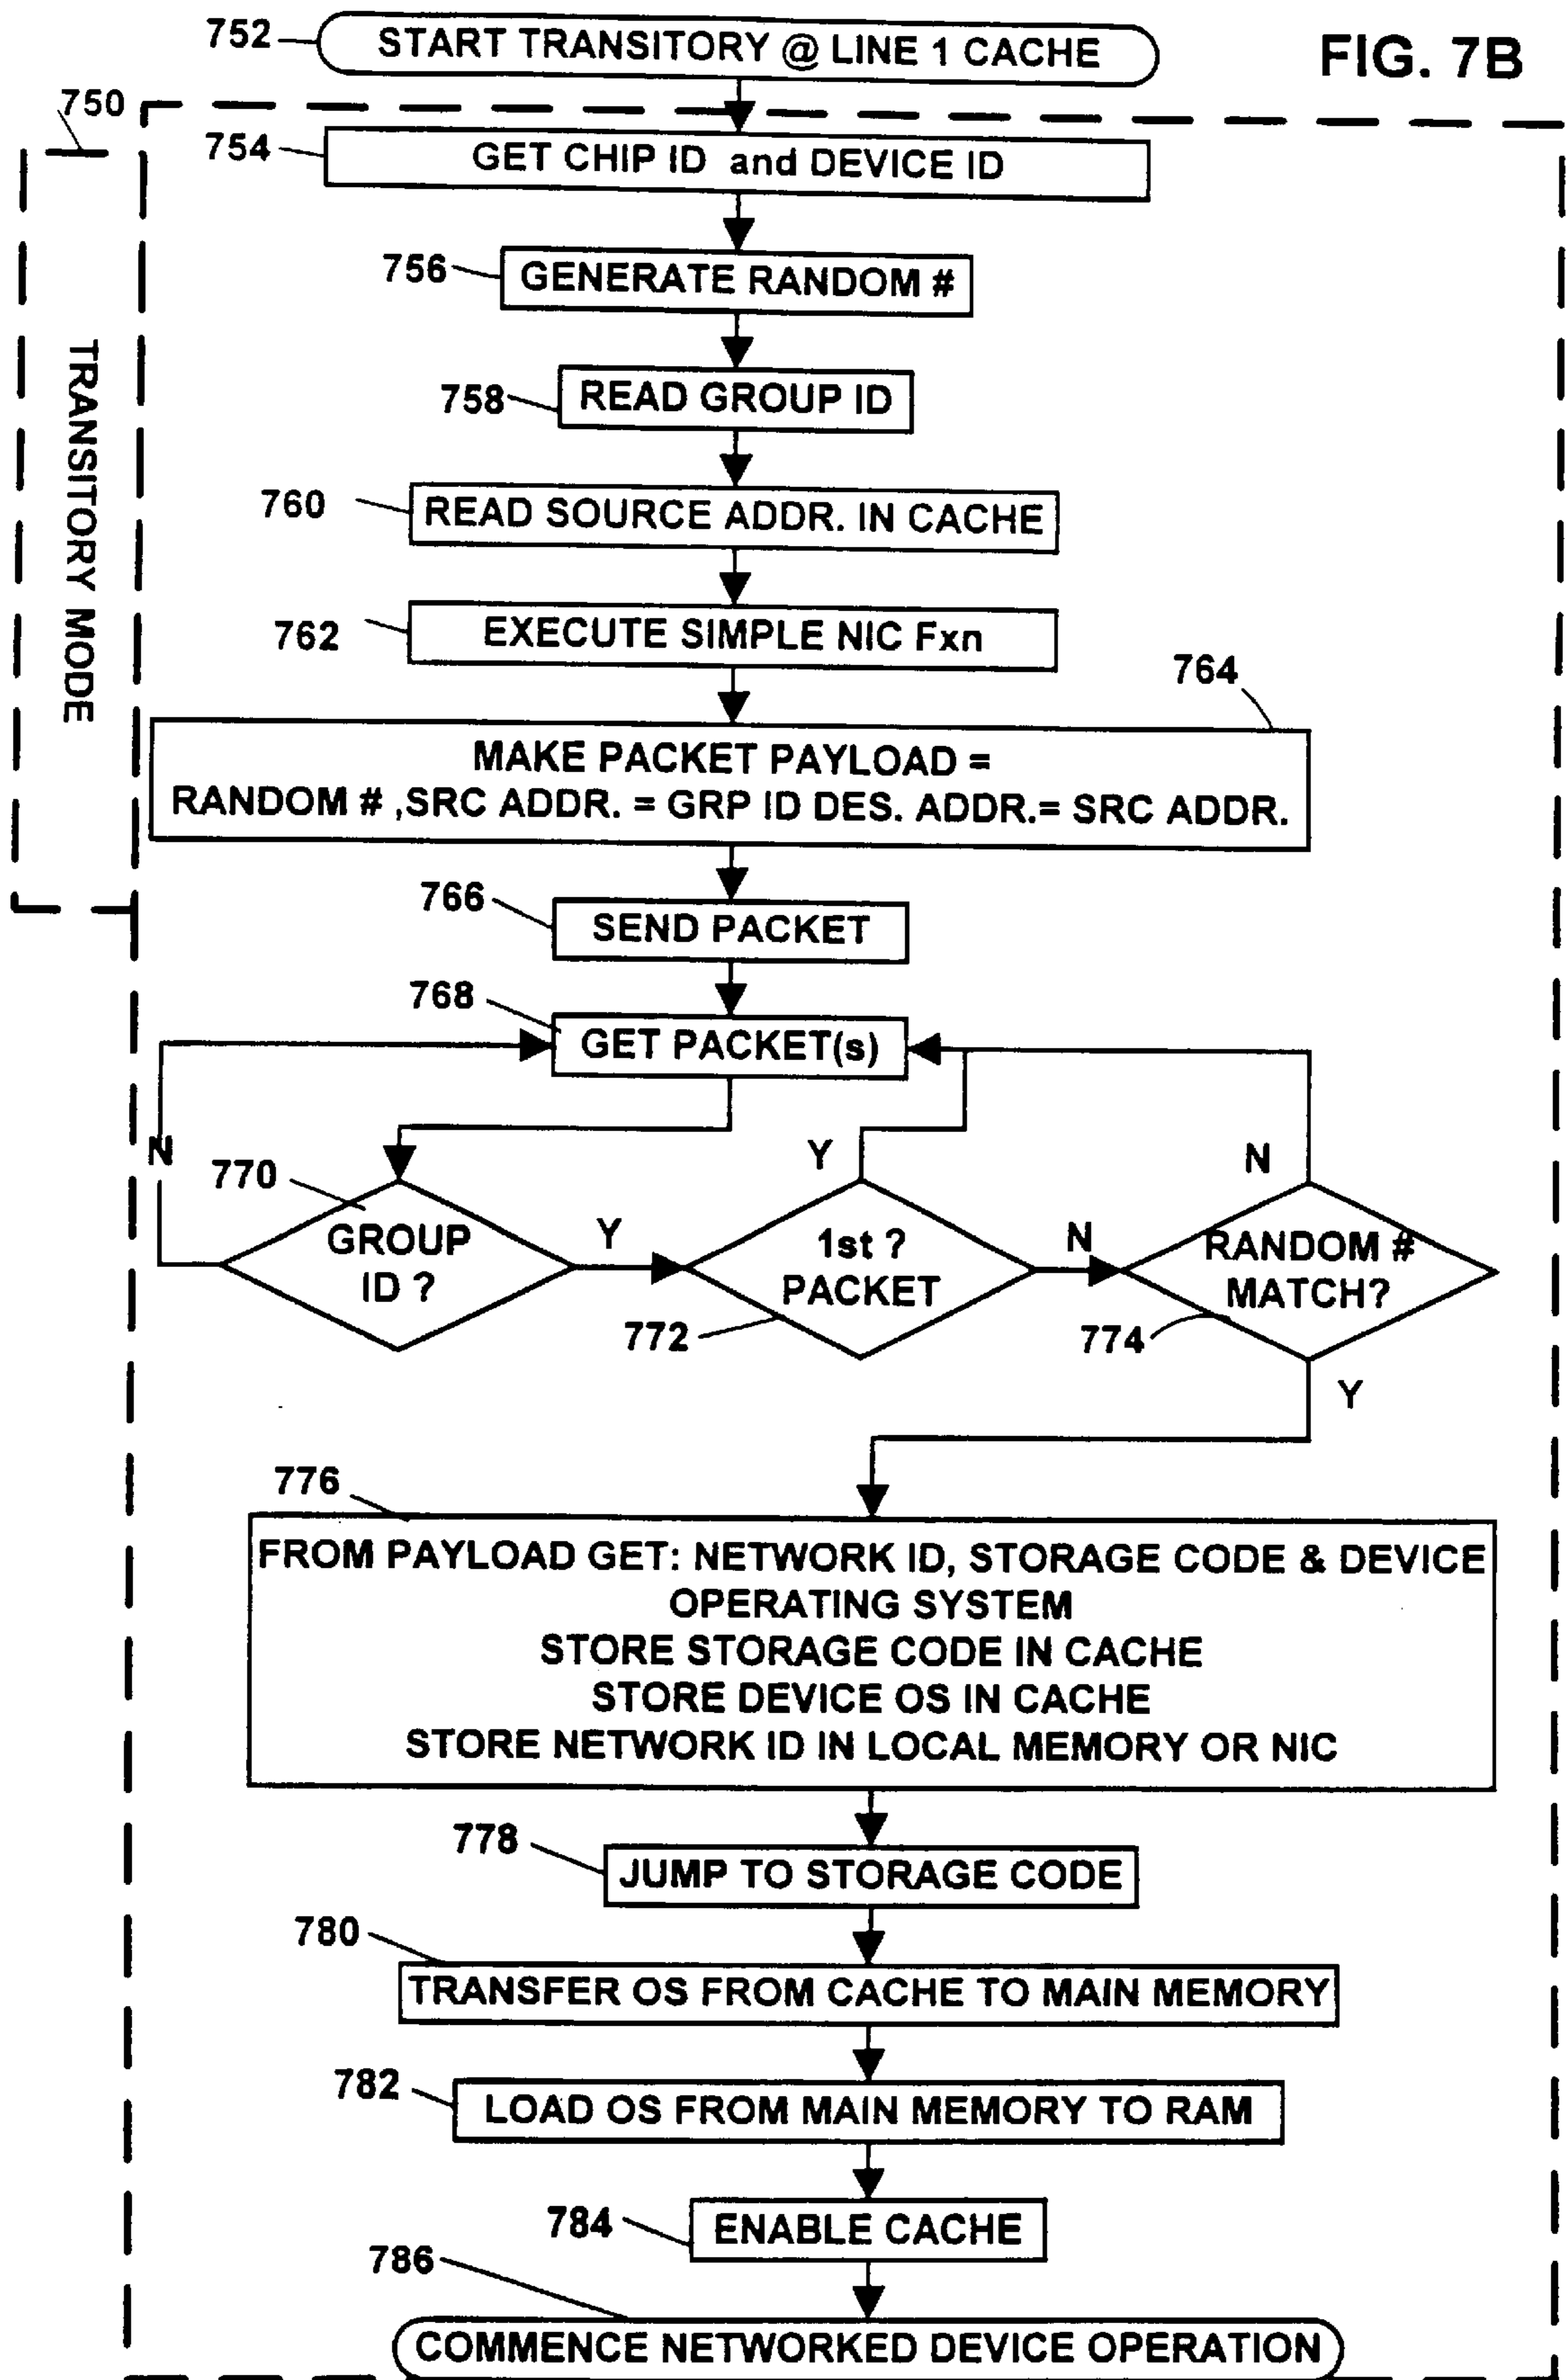 752 START TRANSITORY @ LINE 1 CACHE
FIG. 7B
750
TRANSITORY MODE
754 GET CHIP ID and DEVICE ID
756 GENERATE RANDOM #
758 READ GROUP ID
760 READ SOURCE ADDR. IN CACHE
762 EXECUTE SIMPLE NIC Fxn
764
MAKE PACKET PAYLOAD =
RANDOM # ,SRC ADDR. = GRP ID DES. ADDR.= SRC ADDR.
766 SEND PACKET
768 GET PACKET(s)
N
770
GROUP
ID ?
Y
Y
1st ?
PACKET
772
N
N
RANDOM #
MATCH?
774
Y
776
FROM PAYLOAD GET: NETWORK ID, STORAGE CODE & DEVICE
OPERATING SYSTEM
STORE STORAGE CODE IN CACHE
STORE DEVICE OS IN CACHE
STORE NETWORK ID IN LOCAL MEMORY OR NIC
778 JUMP TO STORAGE CODE
780
TRANSFER OS FROM CACHE TO MAIN MEMORY
782 LOAD OS FROM MAIN MEMORY TO RAM
784 ENABLE CACHE
786
COMMENCE NETWORKED DEVICE OPERATION